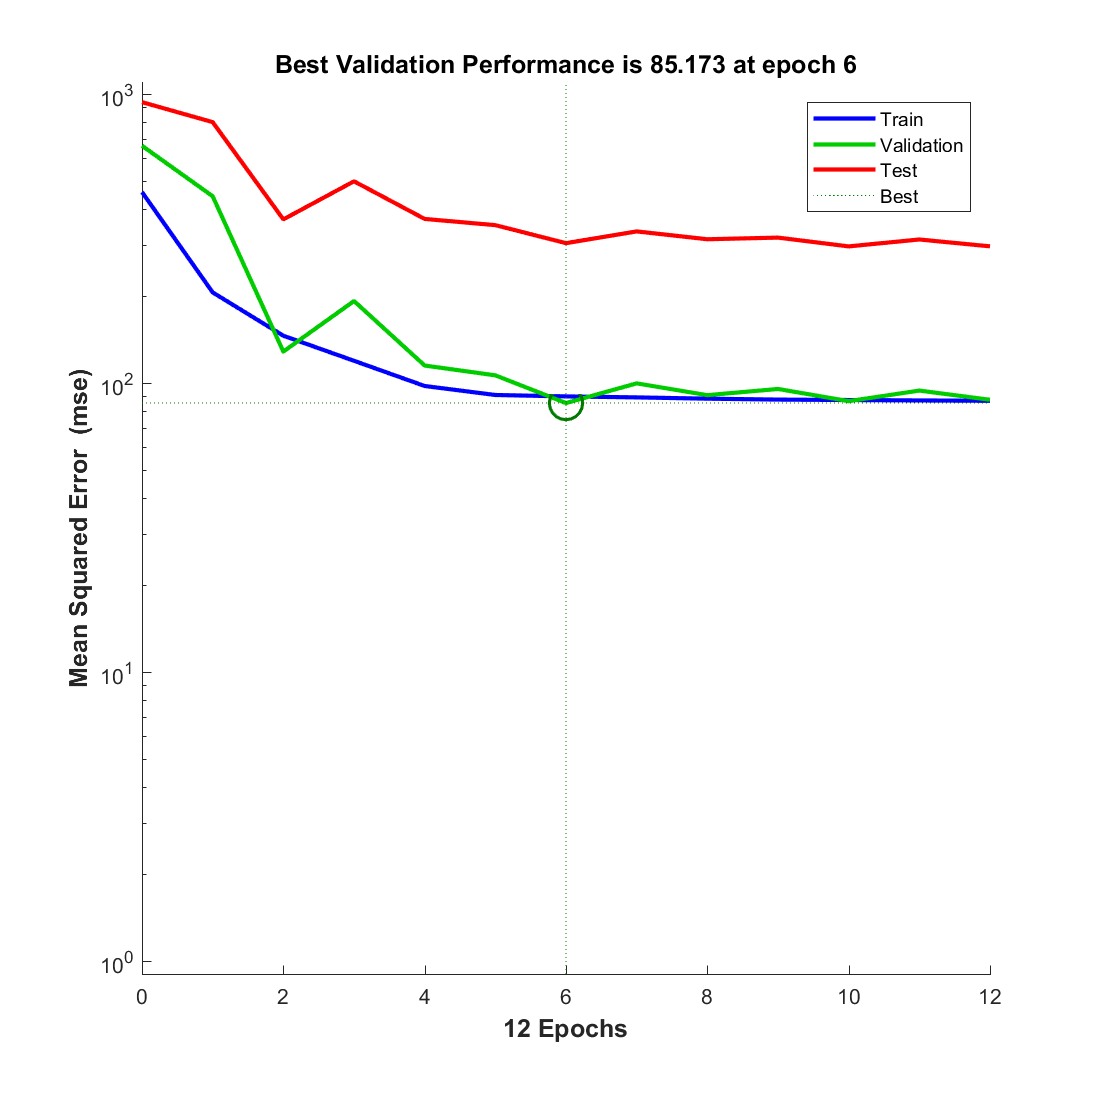 Best Validation Performance is 85.173 at epoch 6
Mean Squared Error (mse)
10³
10²
10¹
10⁰
Train
Validation
Test
Best
0 2 4 6 8 10 12
12 Epochs